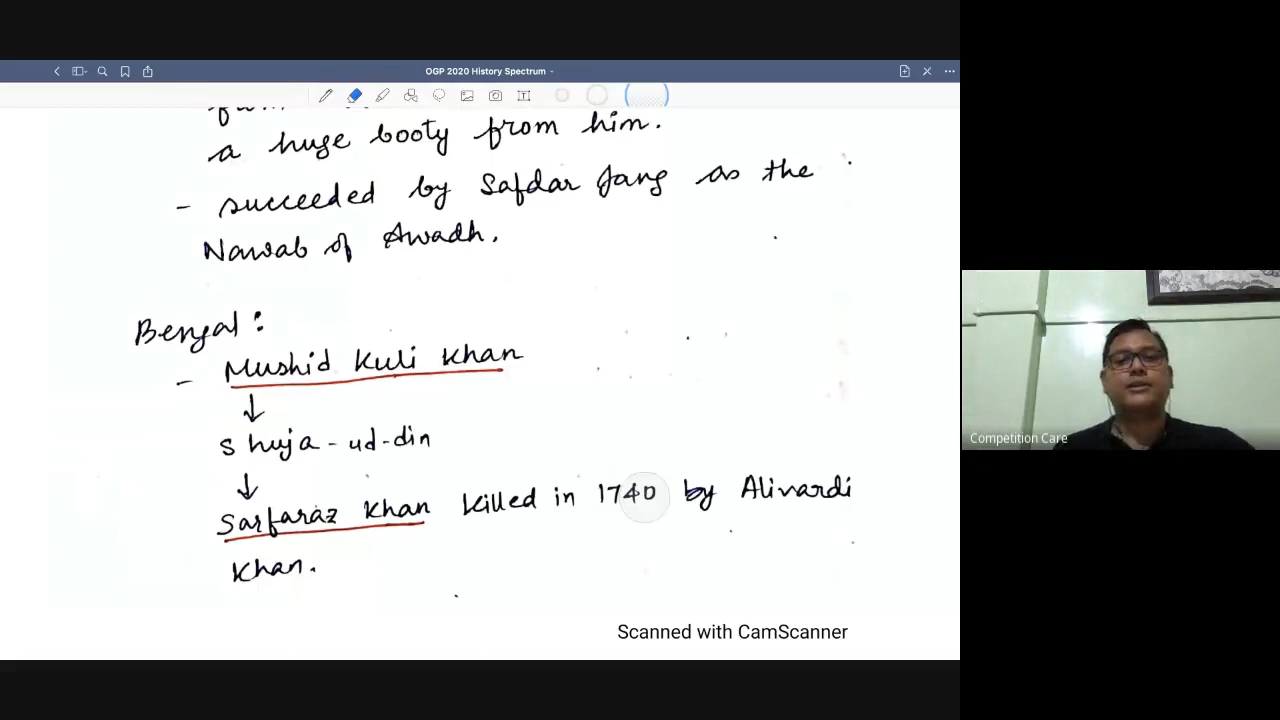 OGP 2020 History Spectrum
a huge booty from him.
- succeeded by Safdar Jang as the
Nawab of Awadh.
Bengal:
- Mushid Kuli Khan
↓
Shuja-ud-din
↓
Sarfaraz Khan killed in 1740 by Alivardi
Khan.
Scanned with CamScanner
Competition Care